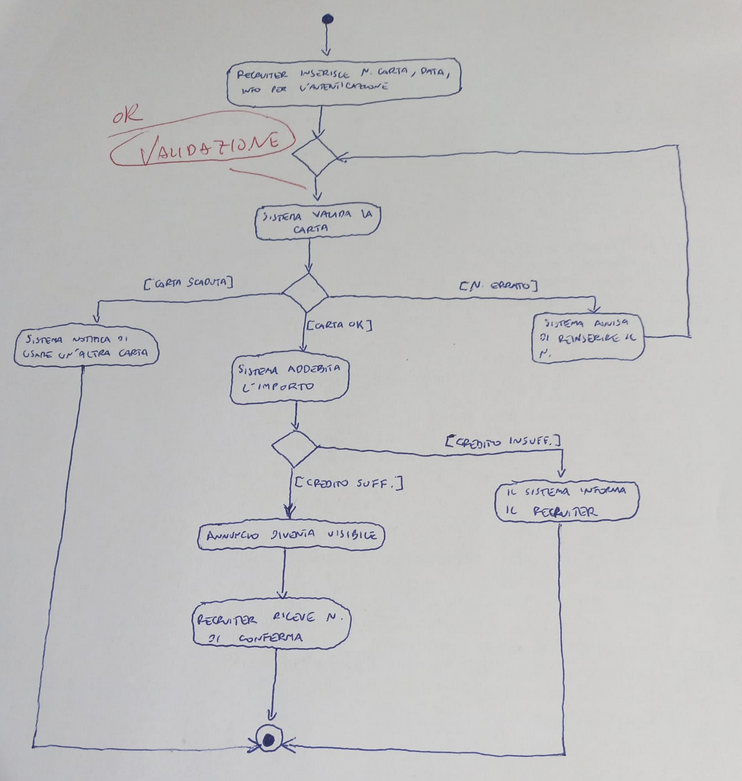 RECRUITER INSERISCE N. CARTA, DATA,
INFO PER L'AUTENTICAZIONE
OK
VALIDAZIONE
SISTEMA VALIDA LA
CARTA
[CARTA SCADUTA]
[N. ERRATO]
[CARTA OK]
SISTEMA NOTIFICA DI
USARE UN'ALTRA CARTA
SISTEMA AVVISA
DI REINSERIRE IL
N.
SISTEMA ADDEBITA
L'IMPORTO
[CREDITO INSUFF.]
[CREDITO SUFF.]
IL SISTEMA INFORMA
IL RECRUITER
ANNUNCIO DIVENTA VISIBILE
RECRUITER RICEVE N.
DI CONFERMA